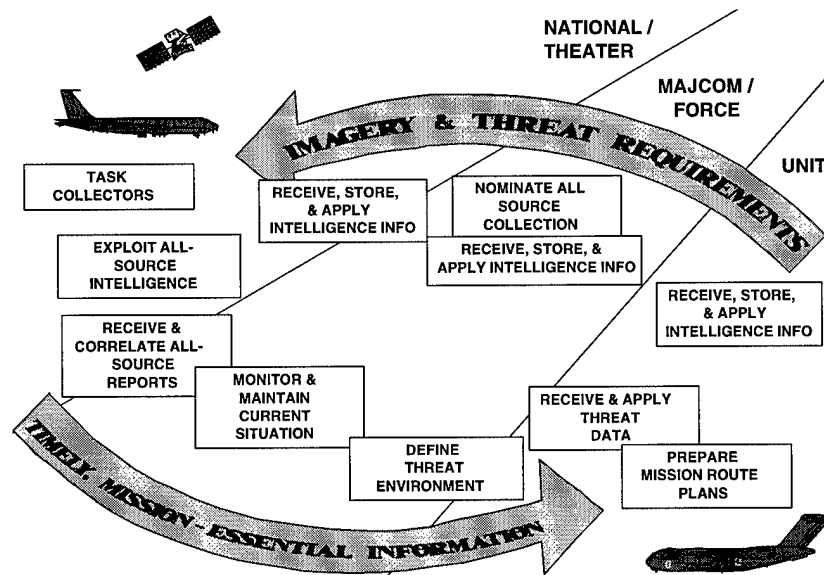 NATIONAL /
THEATER
MAJCOM /
FORCE
UNIT
IMAGERY & THREAT REQUIREMENTS
TASK
COLLECTORS
RECEIVE, STORE,
& APPLY
INTELLIGENCE INFO
NOMINATE ALL
SOURCE
COLLECTION
RECEIVE, STORE, &
APPLY INTELLIGENCE INFO
EXPLOIT ALL-
SOURCE
INTELLIGENCE
RECEIVE, STORE,
& APPLY
INTELLIGENCE INFO
RECEIVE &
CORRELATE ALL-
SOURCE
REPORTS
MONITOR &
MAINTAIN
CURRENT
SITUATION
RECEIVE & APPLY
THREAT
DATA
DEFINE
THREAT
ENVIRONMENT
PREPARE
MISSION ROUTE
PLANS
TIMELY, MISSION-ESSENTIAL INFORMATION